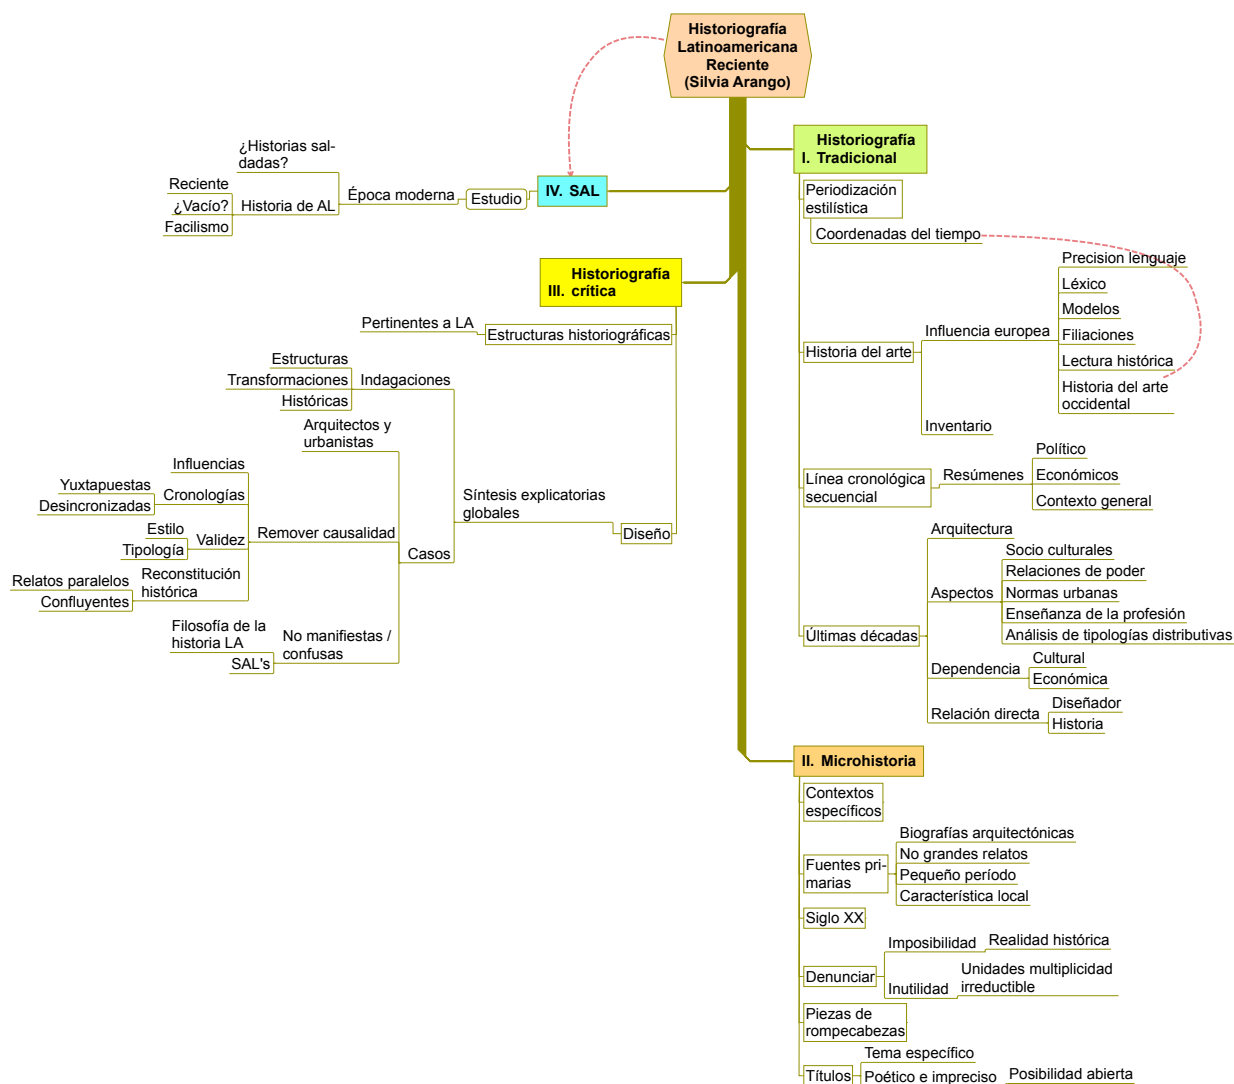 Historiografía
Latinoamericana
Reciente
(Silvia Arango)
Historiografía
I. Tradicional
Periodización
estilística
Coordenadas del tiempo
Historia del arte
Influencia europea
Precision lenguaje
Léxico
Modelos
Filiaciones
Lectura histórica
Historia del arte
occidental
Inventario
Línea cronológica
secuencial
Resúmenes
Político
Económicos
Contexto general
Últimas décadas
Arquitectura
Aspectos
Socio culturales
Relaciones de poder
Normas urbanas
Enseñanza de la profesión
Análisis de tipologías distributivas
Dependencia
Cultural
Económica
Relación directa
Diseñador
Historia
II. Microhistoria
Contextos
específicos
Fuentes pri-
marias
Biografías arquitectónicas
No grandes relatos
Pequeño período
Característica local
Siglo XX
Denunciar
Imposibilidad
Realidad histórica
Inutilidad
Unidades multiplicidad
irreductible
Piezas de
rompecabezas
Títulos
Tema específico
Poético e impreciso
Posibilidad abierta
Historiografía
III. crítica
Estructuras historiográficas
Pertinentes a LA
Diseño
Síntesis explicatorias
globales
Indagaciones
Estructuras
Transformaciones
Históricas
Casos
Arquitectos y
urbanistas
Remover causalidad
Influencias
Cronologías
Yuxtapuestas
Desincronizadas
Validez
Estilo
Tipología
Reconstitución
histórica
Relatos paralelos
Confluyentes
No manifiestas /
confusas
Filosofía de la
historia LA
SAL's
IV. SAL
Estudio
Época moderna
¿Historias sal-
dadas?
Historia de AL
Reciente
¿Vacío?
Facilismo